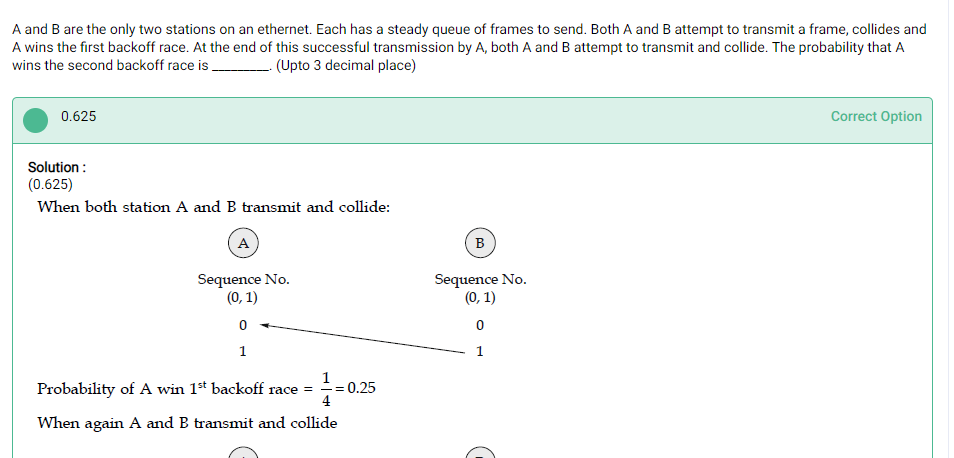 A and B are the only two stations on an ethernet. Each has a steady queue of frames to send. Both A and B attempt to transmit a frame, collides and
A wins the first backoff race. At the end of this successful transmission by A, both A and B attempt to transmit and collide. The probability that A
wins the second backoff race is _________. (Upto 3 decimal place)
0.625 Correct Option
Solution :
(0.625)
When both station A and B transmit and collide:
A B
Sequence No. Sequence No.
(0, 1) (0, 1)
0 0
1 1
Probability of A win 1st backoff race = 1/4 = 0.25
When again A and B transmit and collide